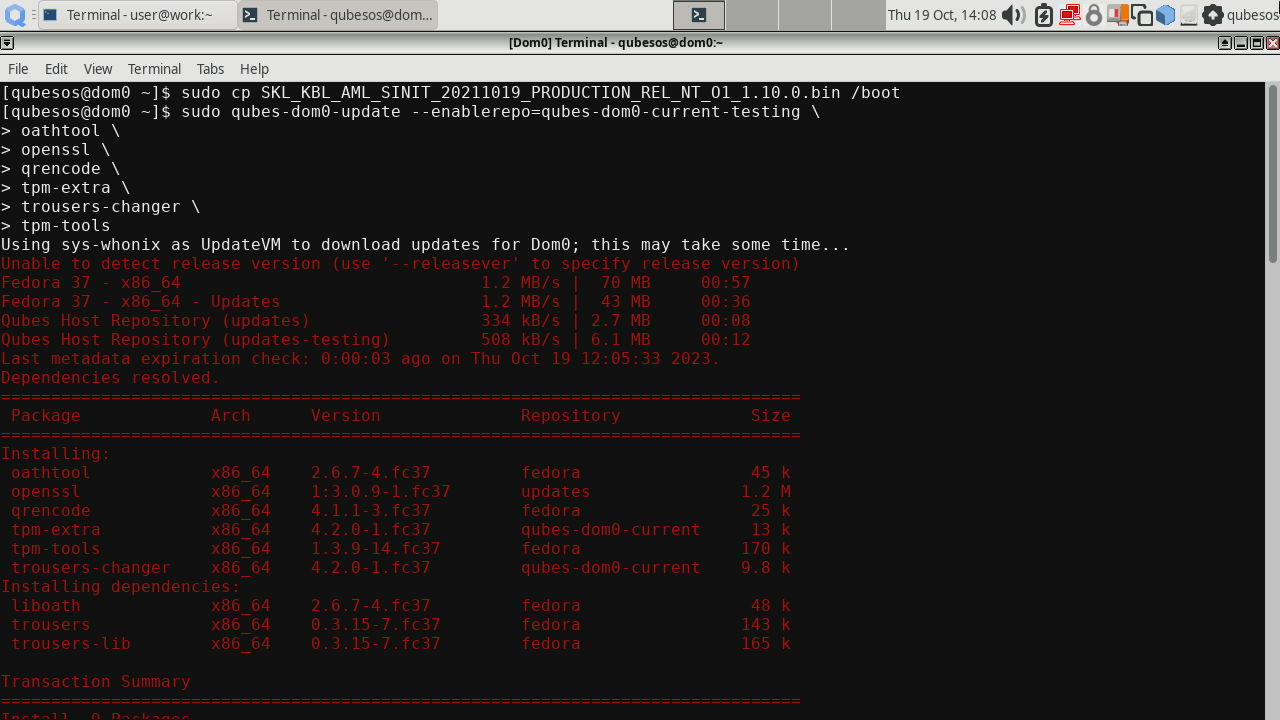 Terminal - user@work:~
Terminal - qubesos@dom...
Thu 19 Oct, 14:08
qubesos
[Dom0] Terminal - qubesos@dom0:~
File Edit View Terminal Tabs Help
[qubesos@dom0 ~]$ sudo cp SKL_KBL_AML_SINIT_20211019_PRODUCTION_REL_NT_O1_1.10.0.bin /boot
[qubesos@dom0 ~]$ sudo qubes-dom0-update --enablerepo=qubes-dom0-current-testing \
> oathtool \
> openssl \
> qrencode \
> tpm-extra \
> trousers-changer \
> tpm-tools
Using sys-whonix as UpdateVM to download updates for Dom0; this may take some time...
Unable to detect release version (use '--releasever' to specify release version)
Fedora 37 - x86_64 1.2 MB/s | 70 MB 00:57
Fedora 37 - x86_64 - Updates 1.2 MB/s | 43 MB 00:36
Qubes Host Repository (updates) 334 kB/s | 2.7 MB 00:08
Qubes Host Repository (updates-testing) 508 kB/s | 6.1 MB 00:12
Last metadata expiration check: 0:00:03 ago on Thu Oct 19 12:05:33 2023.
Dependencies resolved.
================================================================================
Package Arch Version Repository Size
================================================================================
Installing:
oathtool x86_64 2.6.7-4.fc37 fedora 45 k
openssl x86_64 1:3.0.9-1.fc37 updates 1.2 M
qrencode x86_64 4.1.1-3.fc37 fedora 25 k
tpm-extra x86_64 4.2.0-1.fc37 qubes-dom0-current 13 k
tpm-tools x86_64 1.3.9-14.fc37 fedora 170 k
trousers-changer x86_64 4.2.0-1.fc37 qubes-dom0-current 9.8 k
Installing dependencies:
liboath x86_64 2.6.7-4.fc37 fedora 48 k
trousers x86_64 0.3.15-7.fc37 fedora 143 k
trousers-lib x86_64 0.3.15-7.fc37 fedora 165 k
Transaction Summary
================================================================================
Install 9 Packages